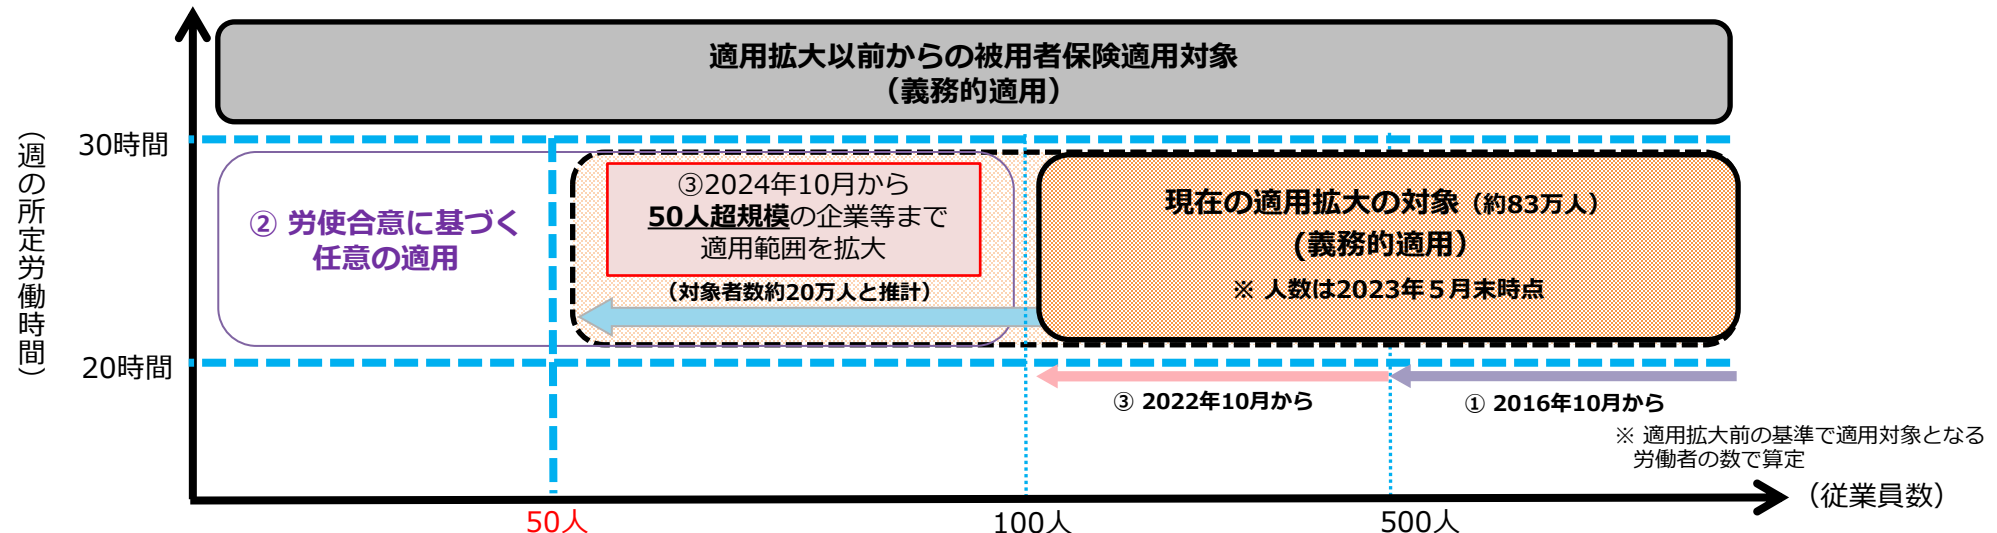 適用拡大以前からの被用者保険適用対象
（義務的適用）
（週の所定労働時間）
30時間
20時間
② 労使合意に基づく
任意の適用
③2024年10月から
50人超規模の企業等まで
適用範囲を拡大
（対象者数約20万人と推計）
現在の適用拡大の対象（約83万人）
(義務的適用）
※ 人数は2023年５月末時点
③ 2022年10月から
① 2016年10月から
※ 適用拡大前の基準で適用対象となる
労働者の数で算定
（従業員数）
50人
100人
500人